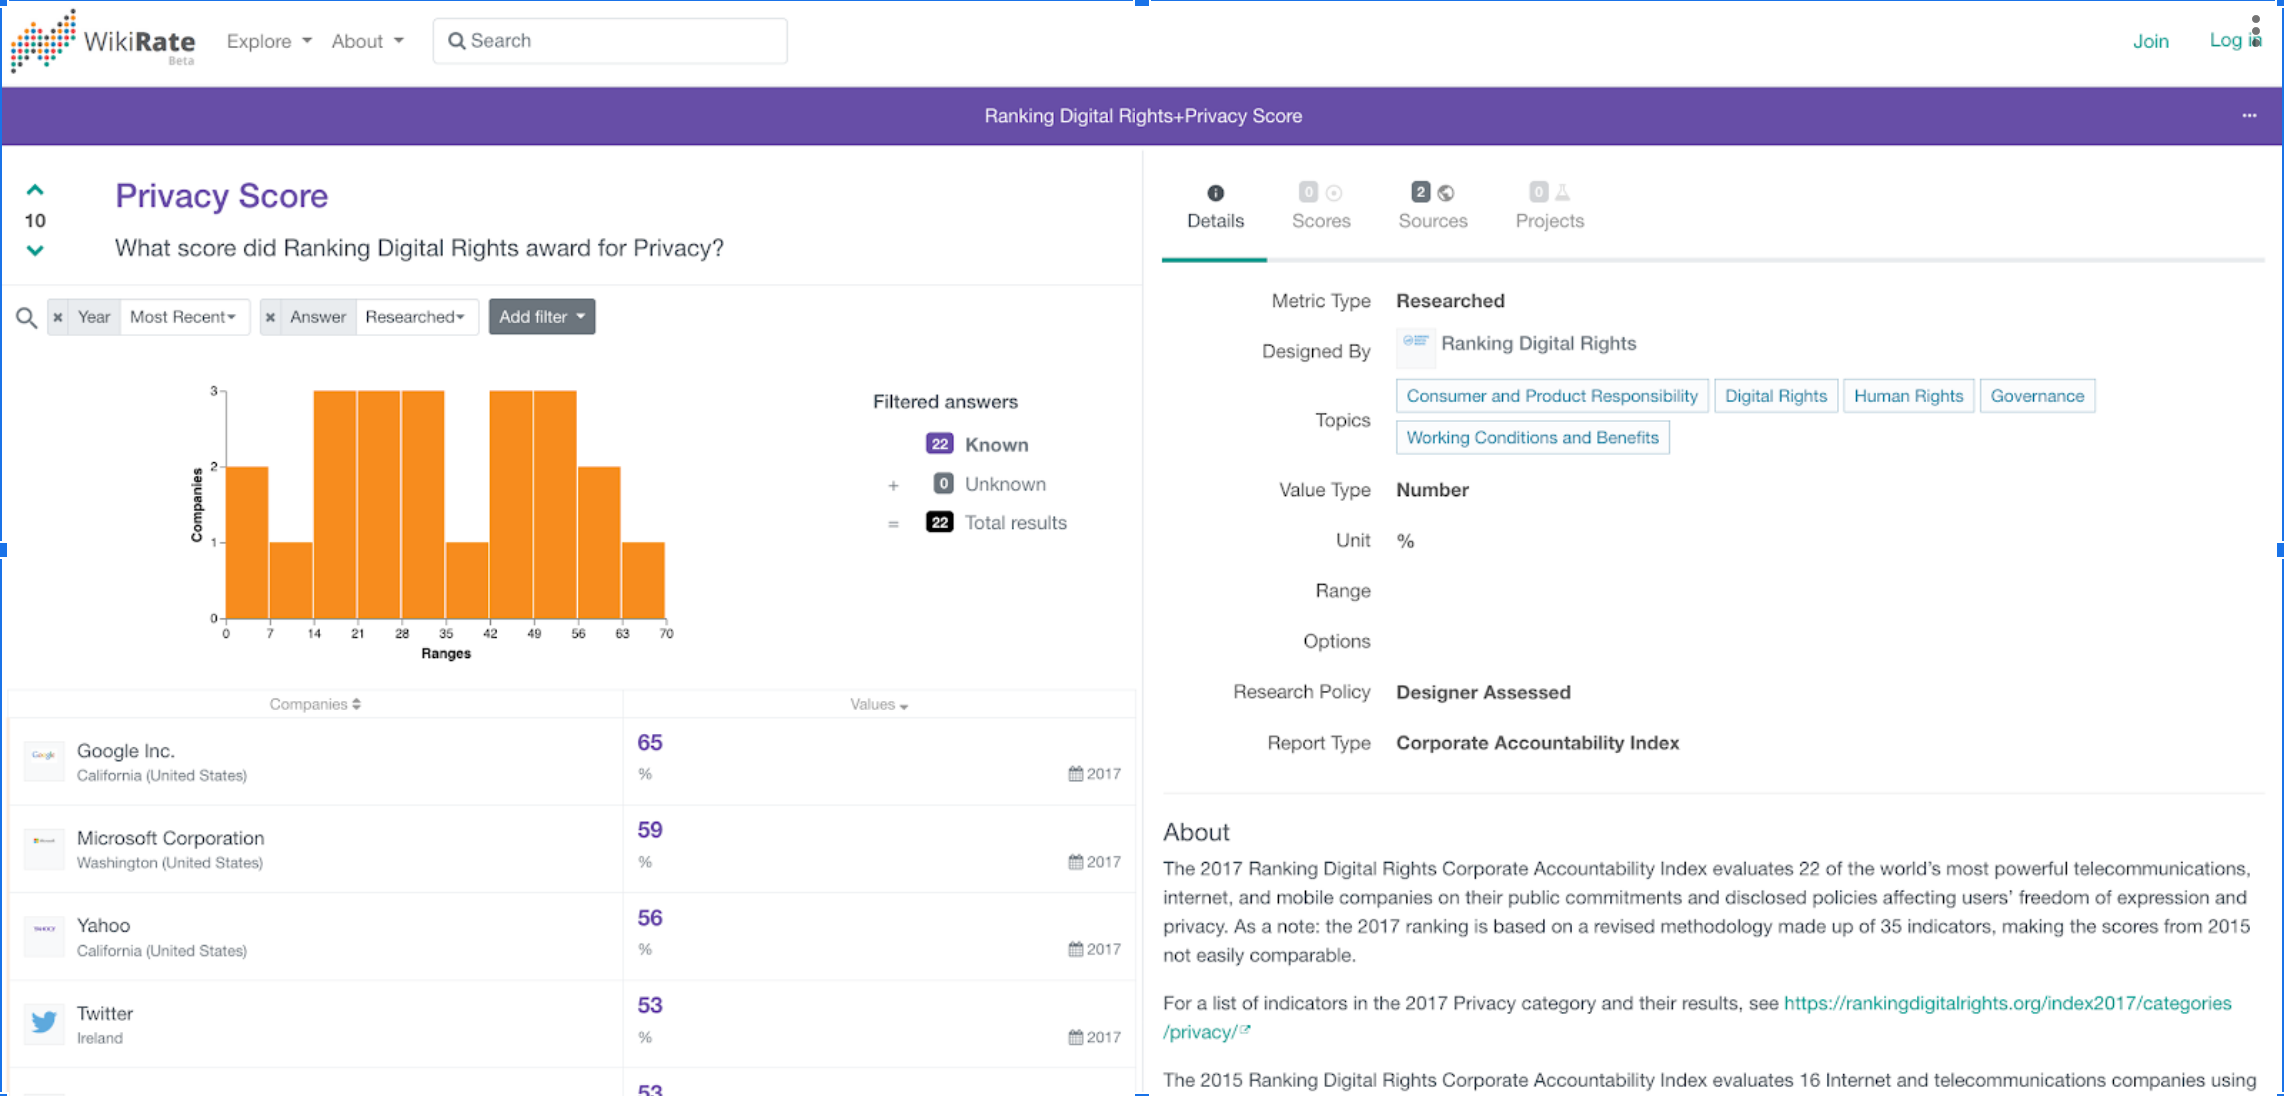 WikiRate
Beta
Explore
About
Search
Join
Log in
Ranking Digital Rights+Privacy Score
10
Privacy Score
What score did Ranking Digital Rights award for Privacy?
Year Most Recent
Answer Researched
Add filter
3
2
1
0
Companies
0 7 14 21 28 35 42 49 56 63 70
Ranges
Filtered answers
22 Known
+ 0 Unknown
= 22 Total results
Companies Values
Google
Google Inc.
California (United States)
65
%
2017
Microsoft Corporation
Washington (United States)
59
%
2017
YAHOO!
Yahoo
California (United States)
56
%
2017
Twitter
Ireland
53
%
2017
53
Details
0 Scores
2 Sources
0 Projects
Metric Type Researched
Designed By Ranking Digital Rights
Topics
Consumer and Product Responsibility Digital Rights Human Rights Governance
Working Conditions and Benefits
Value Type Number
Unit %
Range
Options
Research Policy Designer Assessed
Report Type Corporate Accountability Index
About
The 2017 Ranking Digital Rights Corporate Accountability Index evaluates 22 of the world's most powerful telecommunications,
internet, and mobile companies on their public commitments and disclosed policies affecting users' freedom of expression and
privacy. As a note: the 2017 ranking is based on a revised methodology made up of 35 indicators, making the scores from 2015
not easily comparable.
For a list of indicators in the 2017 Privacy category and their results, see https://rankingdigitalrights.org/index2017/categories
/privacy/
The 2015 Ranking Digital Rights Corporate Accountability Index evaluates 16 Internet and telecommunications companies using